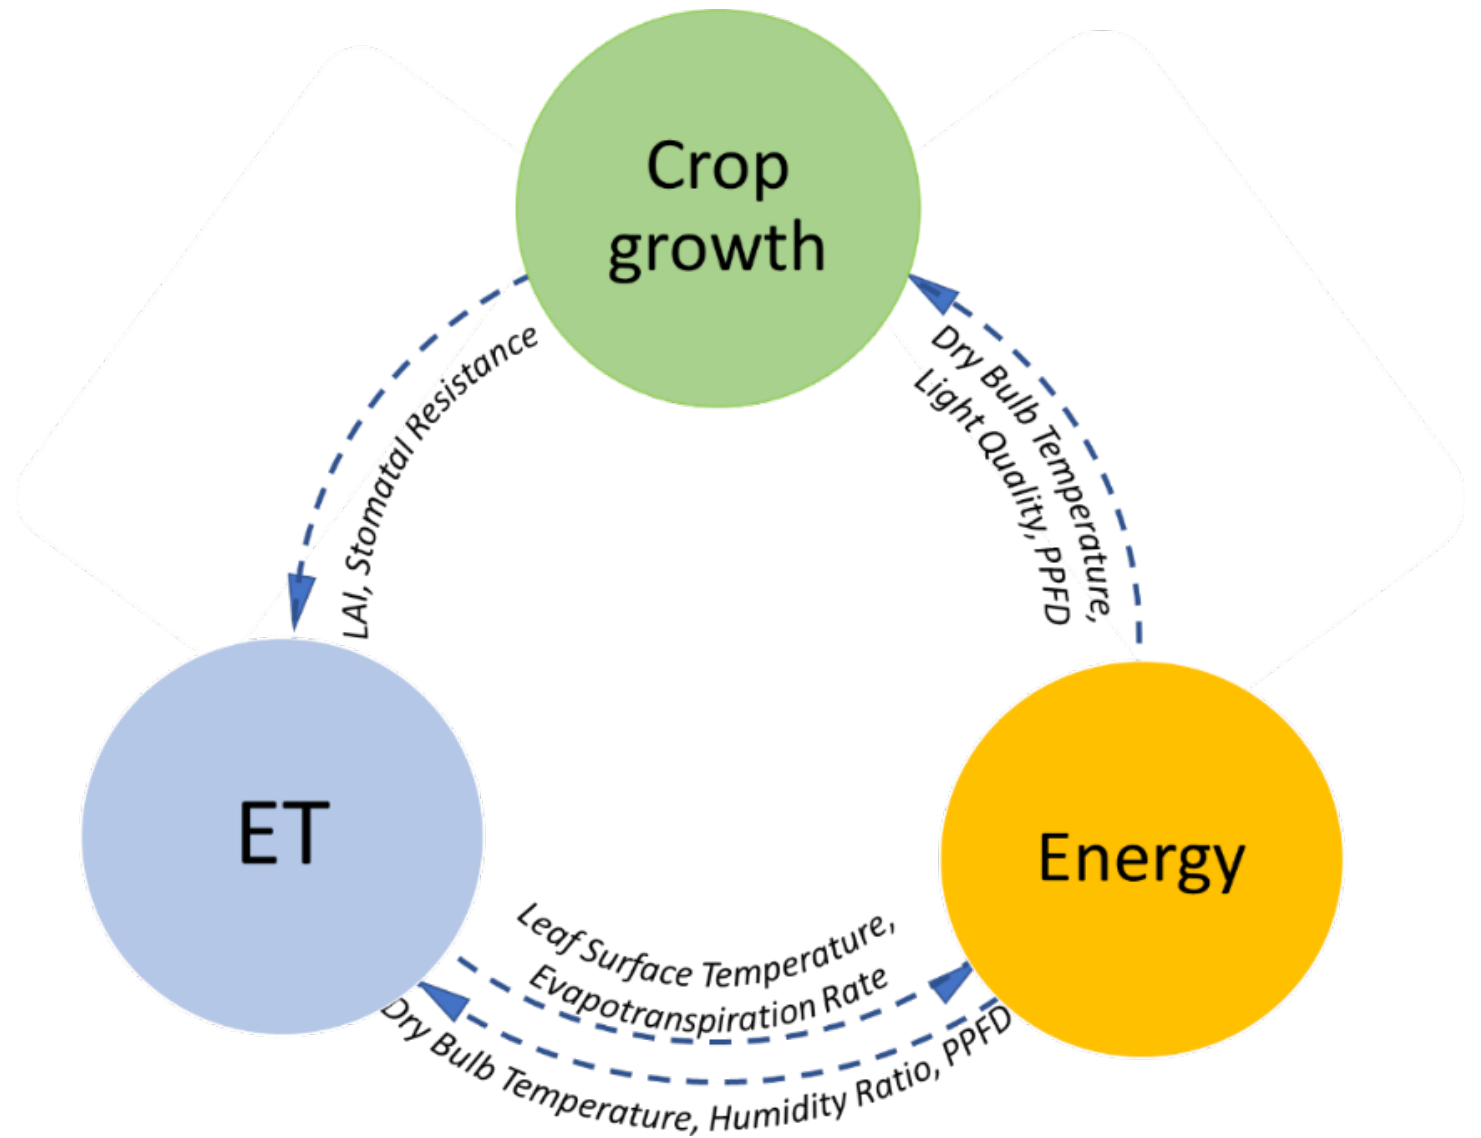 Crop
growth
LAI, Stomatal Resistance
Dry Bulb Temperature,
Light Quality, PPFD
ET
Energy
Leaf Surface Temperature,
Evapotranspiration Rate
Dry Bulb Temperature, Humidity Ratio, PPFD